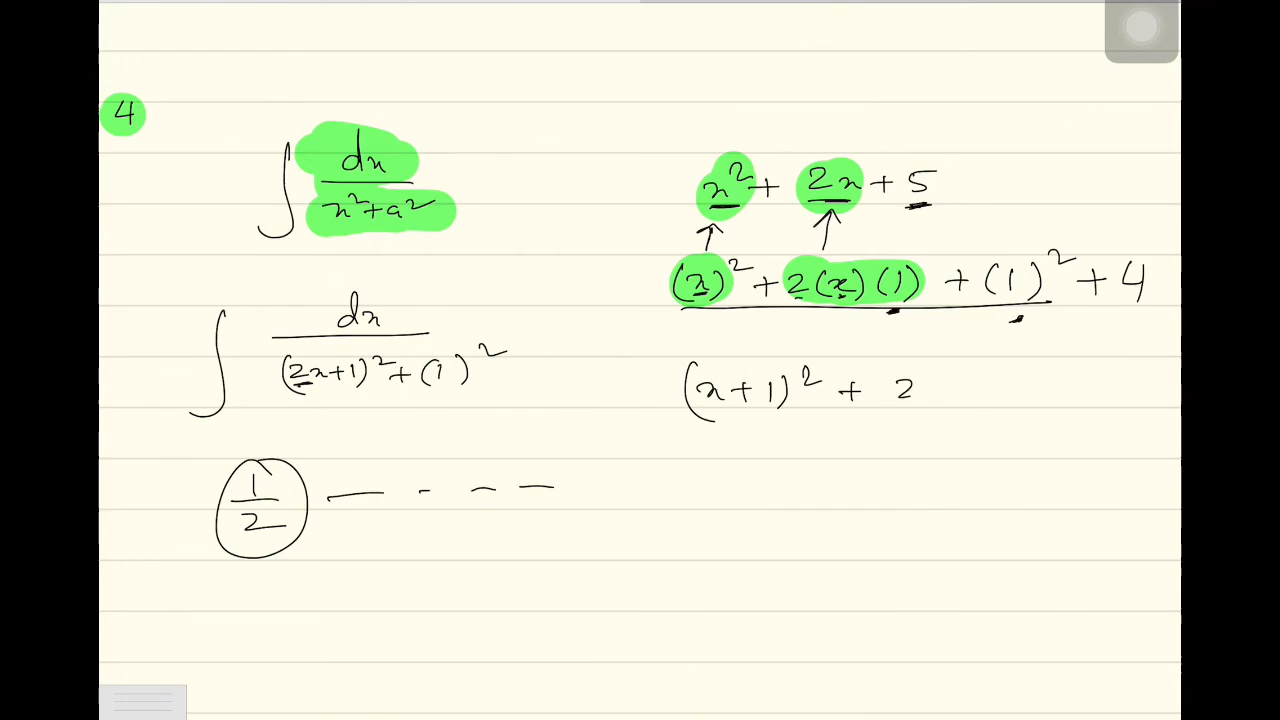 4
∫ dx / x² + a²
∫ dx / (2x+1)² + (1)²
1/2 — - – —
x² + 2x + 5
(x)² + 2(x)(1) + (1)² + 4
(x + 1)² + 2